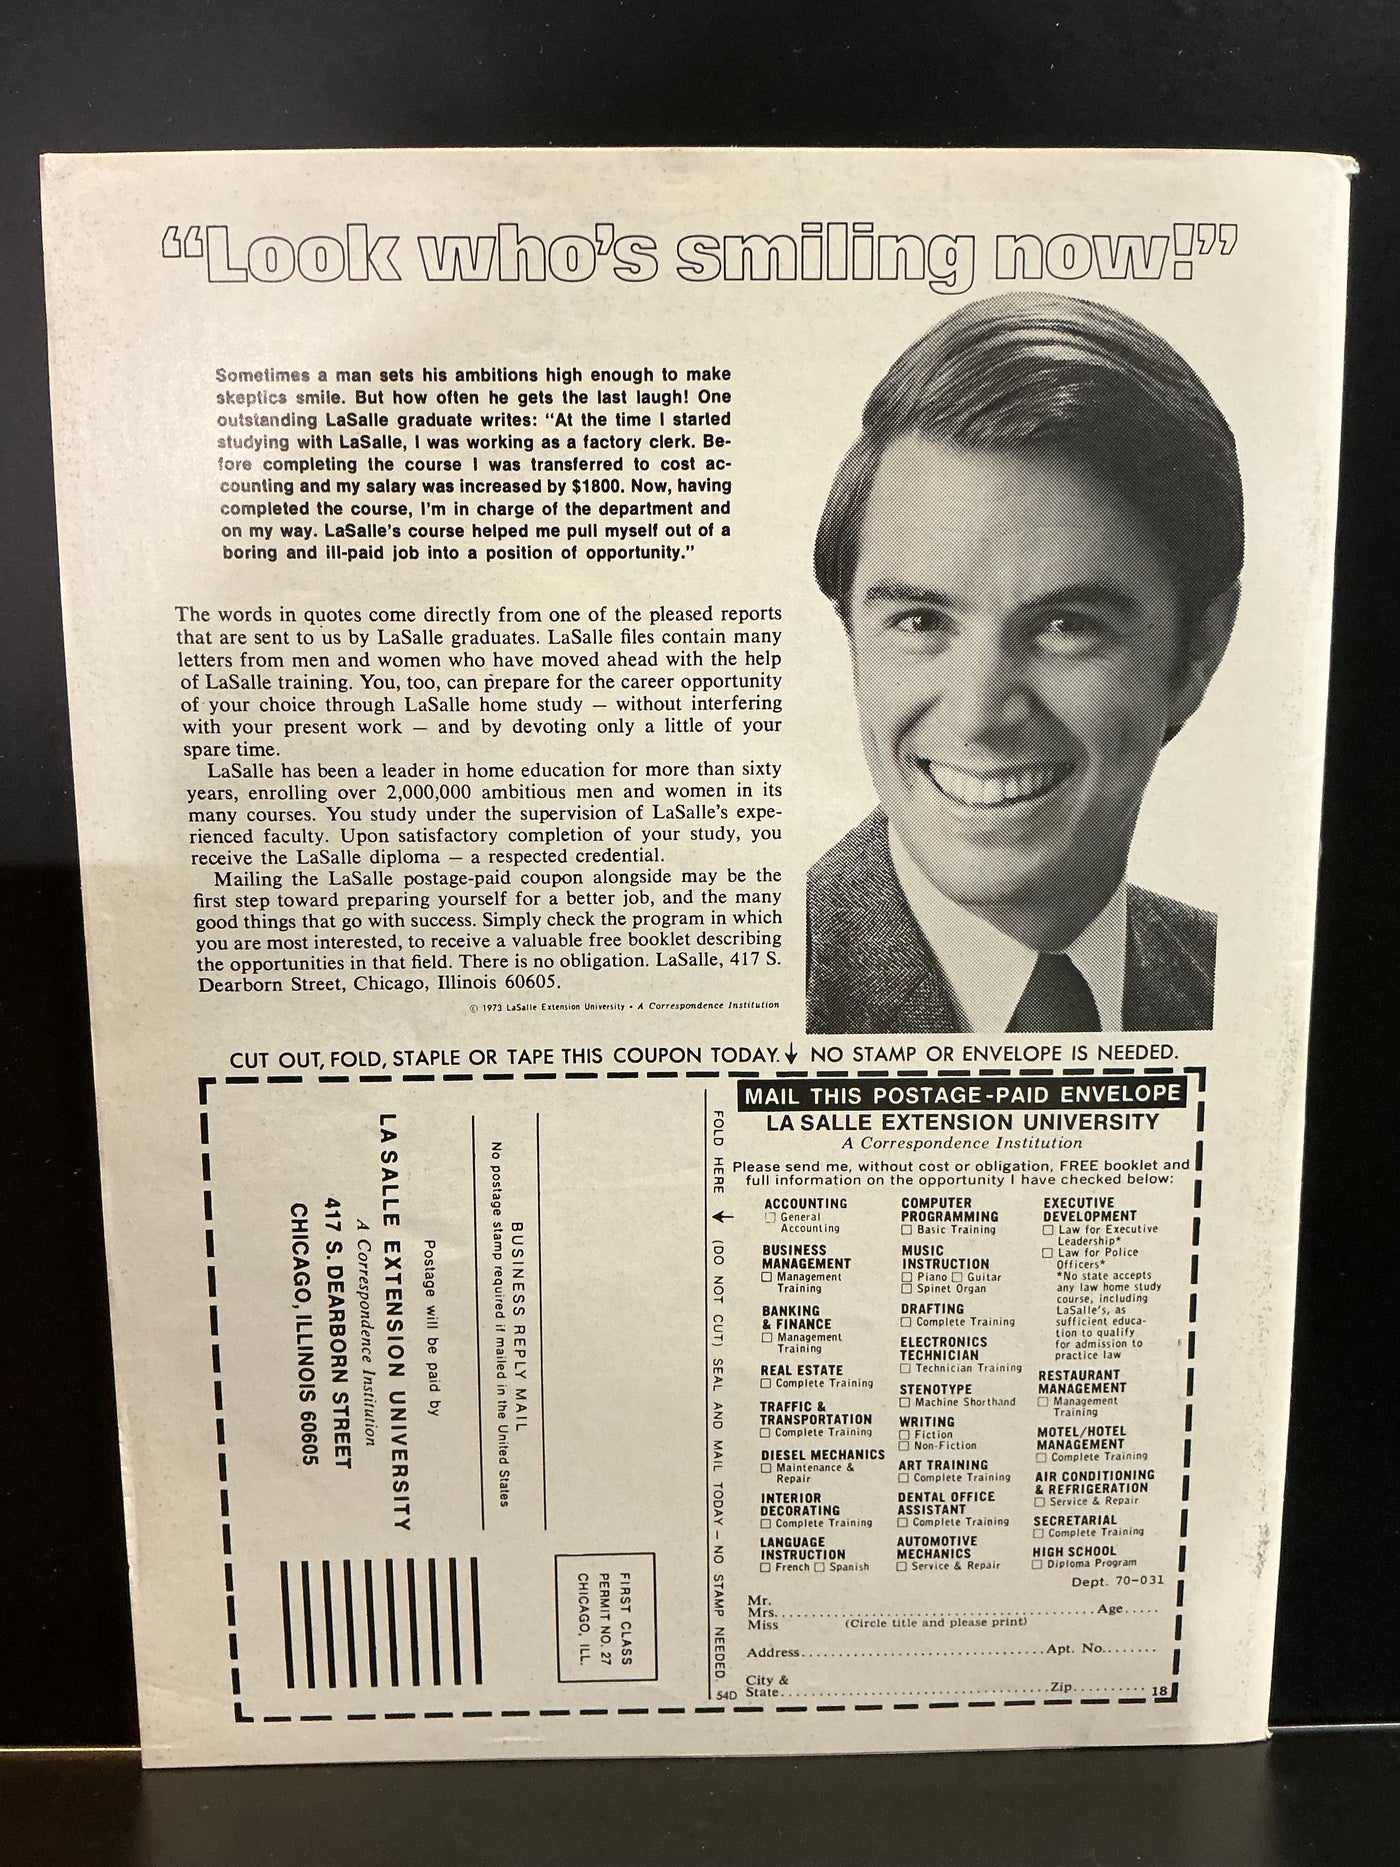 “Look who's smiling now!”
Sometimes a man sets his ambitions high enough to make
skeptics smile. But how often he gets the last laugh! One
outstanding LaSalle graduate writes: “At the time I started
studying with LaSalle, I was working as a factory clerk. Be-
fore completing the course I was transferred to cost ac-
counting and my salary was increased by $1800. Now, having
completed the course, I'm in charge of the department and
on my way. LaSalle's course helped me pull myself out of a
boring and ill-paid job into a position of opportunity.”
The words in quotes come directly from one of the pleased reports
that are sent to us by LaSalle graduates. LaSalle files contain many
letters from men and women who have moved ahead with the help
of LaSalle training. You, too, can prepare for the career opportunity
of your choice through LaSalle home study — without interfering
with your present work — and by devoting only a little of your
spare time.
LaSalle has been a leader in home education for more than sixty
years, enrolling over 2,000,000 ambitious men and women in its
many courses. You study under the supervision of LaSalle's expe-
rienced faculty. Upon satisfactory completion of your study, you
receive the LaSalle diploma — a respected credential.
Mailing the LaSalle postage-paid coupon alongside may be the
first step toward preparing yourself for a better job, and the many
good things that go with success. Simply check the program in which
you are most interested, to receive a valuable free booklet describing
the opportunities in that field. There is no obligation. LaSalle, 417 S.
Dearborn Street, Chicago, Illinois 60605.
© 1973 LaSalle Extension University • A Correspondence Institution
CUT OUT, FOLD, STAPLE OR TAPE THIS COUPON TODAY. ↓ NO STAMP OR ENVELOPE IS NEEDED.
FIRST CLASS
PERMIT NO. 27
CHICAGO, ILL.
BUSINESS REPLY MAIL
No postage stamp required if mailed in the United States
Postage will be paid by
LA SALLE EXTENSION UNIVERSITY
A Correspondence Institution
417 S. DEARBORN STREET
CHICAGO, ILLINOIS 60605
FOLD HERE ↓ (DO NOT CUT) SEAL AND MAIL TODAY — NO STAMP NEEDED.
54D
MAIL THIS POSTAGE-PAID ENVELOPE
LA SALLE EXTENSION UNIVERSITY
A Correspondence Institution
Please send me, without cost or obligation, FREE booklet and
full information on the opportunity I have checked below:
ACCOUNTING
☐ General
Accounting
BUSINESS
MANAGEMENT
☐ Management
Training
BANKING
& FINANCE
☐ Management
Training
REAL ESTATE
☐ Complete Training
TRAFFIC &
TRANSPORTATION
☐ Complete Training
DIESEL MECHANICS
☐ Maintenance &
Repair
INTERIOR
DECORATING
☐ Complete Training
LANGUAGE
INSTRUCTION
☐ French ☐ Spanish
COMPUTER
PROGRAMMING
☐ Basic Training
MUSIC
INSTRUCTION
☐ Piano ☐ Guitar
☐ Spinet Organ
DRAFTING
☐ Complete Training
ELECTRONICS
TECHNICIAN
☐ Technician Training
STENOTYPE
☐ Machine Shorthand
WRITING
☐ Fiction
☐ Non-Fiction
ART TRAINING
☐ Complete Training
DENTAL OFFICE
ASSISTANT
☐ Complete Training
AUTOMOTIVE
MECHANICS
☐ Service & Repair
EXECUTIVE
DEVELOPMENT
☐ Law for Executive
Leadership*
☐ Law for Police
Officers*
*No state accepts
any law home study
course, including
LaSalle's, as
sufficient educa-
tion to qualify
for admission to
practice law
RESTAURANT
MANAGEMENT
☐ Management
Training
MOTEL/HOTEL
MANAGEMENT
☐ Complete Training
AIR CONDITIONING
& REFRIGERATION
☐ Service & Repair
SECRETARIAL
☐ Complete Training
HIGH SCHOOL
☐ Diploma Program
Dept. 70-031
Mr.
Mrs. Age
Miss (Circle title and please print)
Address Apt. No.
City &
State Zip 18